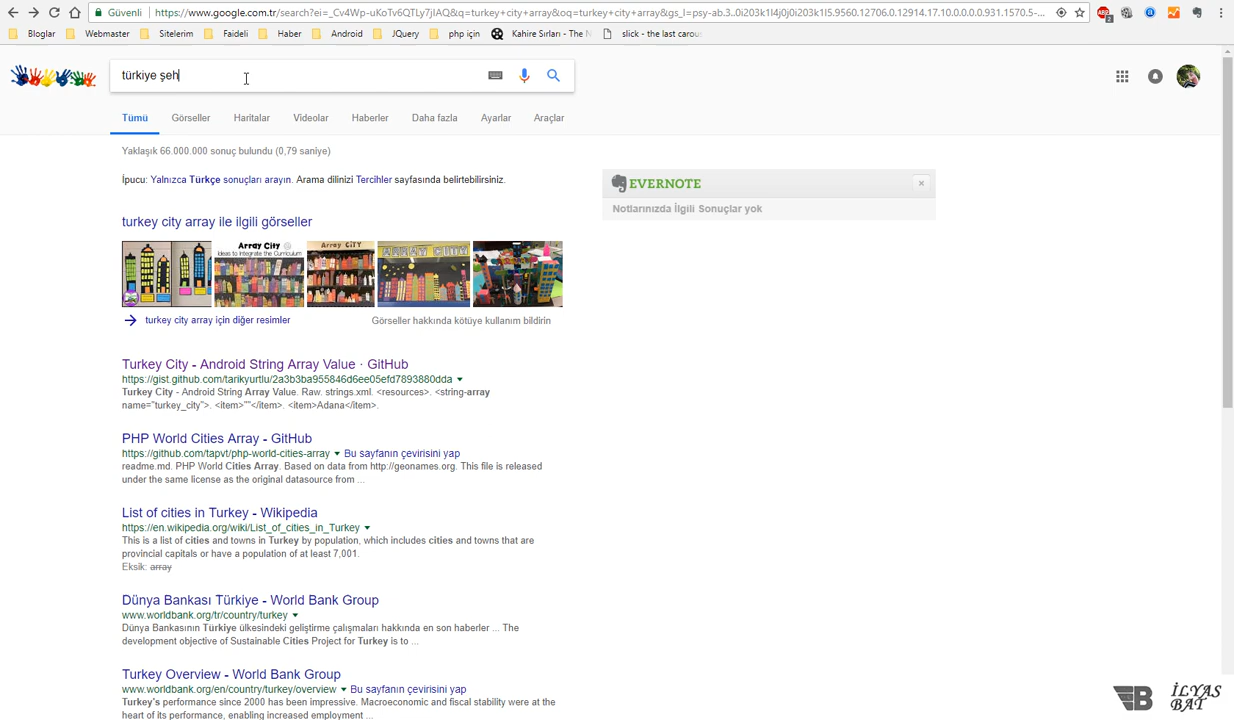 Güvenli https://www.google.com.tr/search?ei=_Cv4Wp-uKoTv6QTLy7jIAQ&q=turkey+city+array&oq=turkey+city+array&gs_l=psy-ab.3..0i203k1l4j0j0i203k1l5.9560.12706.0.12914.17.10.0.0.0.0.931.1570.5-...
Bloglar Webmaster Sitelerim Faideli Haber Android JQuery php için Kahire Sırları - The N slick - the last carous
türkiye şeh
Tümü Görseller Haritalar Videolar Haberler Daha fazla Ayarlar Araçlar
Yaklaşık 66.000.000 sonuç bulundu (0,79 saniye)
İpucu: Yalnızca Türkçe sonuçları arayın. Arama dilinizi Tercihler sayfasında belirtebilirsiniz.
EVERNOTE
Notlarınızda İlgili Sonuçlar yok
turkey city array ile ilgili görseller
Array City
Ideas to Integrate the Curriculum
Array CiTY
ARRAY CITY
turkey city array için diğer resimler Görseller hakkında kötüye kullanım bildirin
Turkey City - Android String Array Value · GitHub
https://gist.github.com/tarikyurtlu/2a3b3ba955846d6ee05efd7893880dda
Turkey City - Android String Array Value. Raw. strings.xml. <resources>. <string-array
name="turkey_city">. <item>""</item>. <item>Adana</item>.
PHP World Cities Array - GitHub
https://github.com/tapvt/php-world-cities-array Bu sayfanın çevirisini yap
readme.md. PHP World Cities Array. Based on data from http://geonames.org. This file is released
under the same license as the original datasource from ...
List of cities in Turkey - Wikipedia
https://en.wikipedia.org/wiki/List_of_cities_in_Turkey
This is a list of cities and towns in Turkey by population, which includes cities and towns that are
provincial capitals or have a population of at least 7,001.
Eksik: array
Dünya Bankası Türkiye - World Bank Group
www.worldbank.org/tr/country/turkey
Dünya Bankasının Türkiye ülkesindeki geliştirme çalışmaları hakkında en son haberler ... The
development objective of Sustainable Cities Project for Turkey is to ...
Turkey Overview - World Bank Group
www.worldbank.org/en/country/turkey/overview Bu sayfanın çevirisini yap
Turkey's performance since 2000 has been impressive. Macroeconomic and fiscal stability were at the
heart of its performance, enabling increased employment ...
İLYAS
BAT